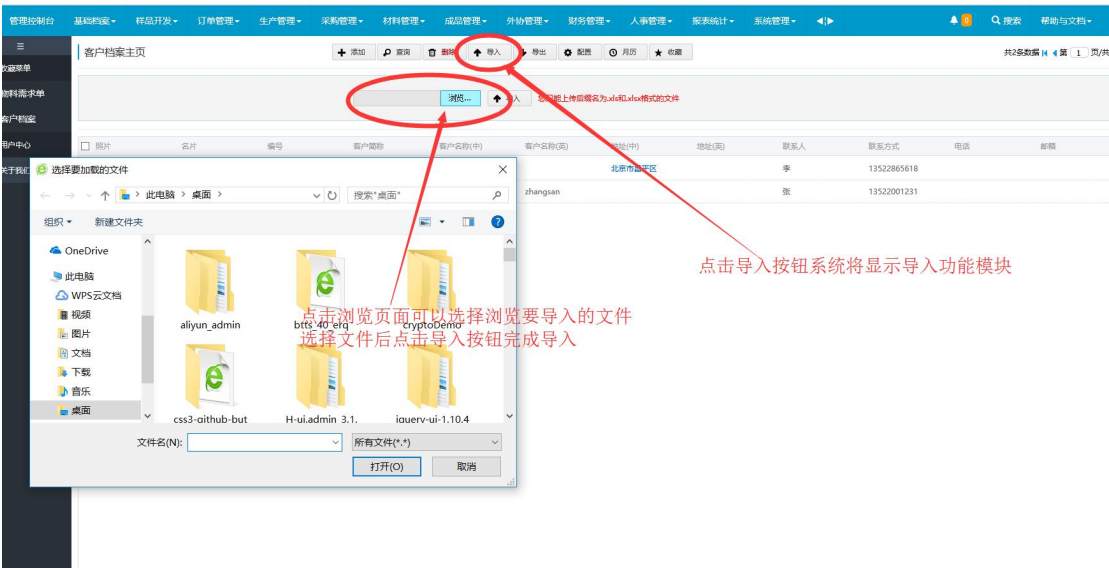 管理控制台 基础档案 样品开发 订单管理 生产管理 采购管理 材料管理 成品管理 外协管理 财务管理 人事管理 报表统计 系统管理 0 搜索 帮助与文档
客户档案主页 添加 查询 删除 导入 导出 配置 日历 收藏 共2条数据 第 1 页/共
收藏菜单
物料需求单
客户档案
用户中心
关于我们
浏览... 导入 您只能上传后缀名为.xls和.xlsx格式的文件
照片 名片 编号 客户简称 客户名称(中) 客户名称(英) 地址(中) 地址(英) 联系人 联系方式 电话 邮箱
北京市昌平区 李 13522865618
zhangsan 张 13522001231
选择要加载的文件
此电脑 > 桌面 > 搜索"桌面"
组织 新建文件夹
OneDrive
此电脑
WPS云文档
视频
图片
文档
下载
音乐
桌面
aliyun_admin btts_40_erq cryptoDemo
css3-github-but H-ui.admin_3.1. jquery-ui-1.10.4
文件名(N): 所有文件(*.*)
打开(O) 取消
点击导入按钮系统将显示导入功能模块
点击浏览页面可以选择浏览要导入的文件
选择文件后点击导入按钮完成导入